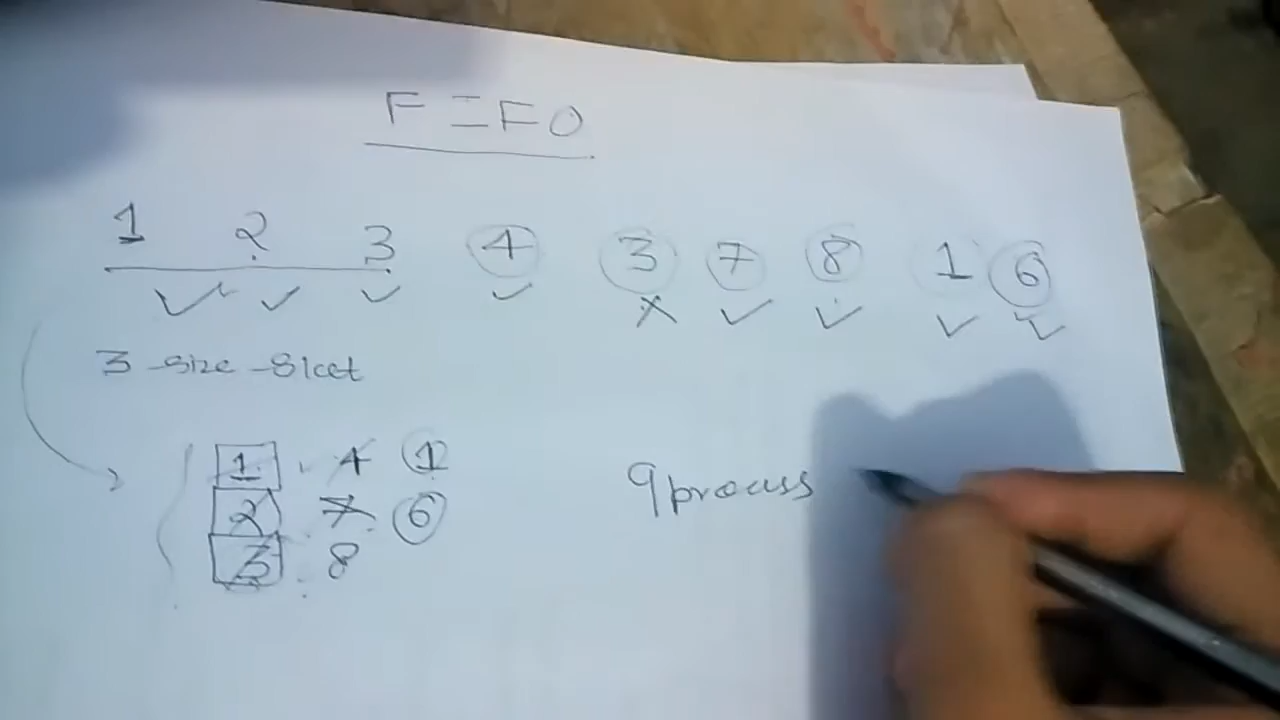 FIFO
1 2 3 4 3 7 8 1 6
3-size-slcet
1 4 1
2 7 6
3 8
9 process